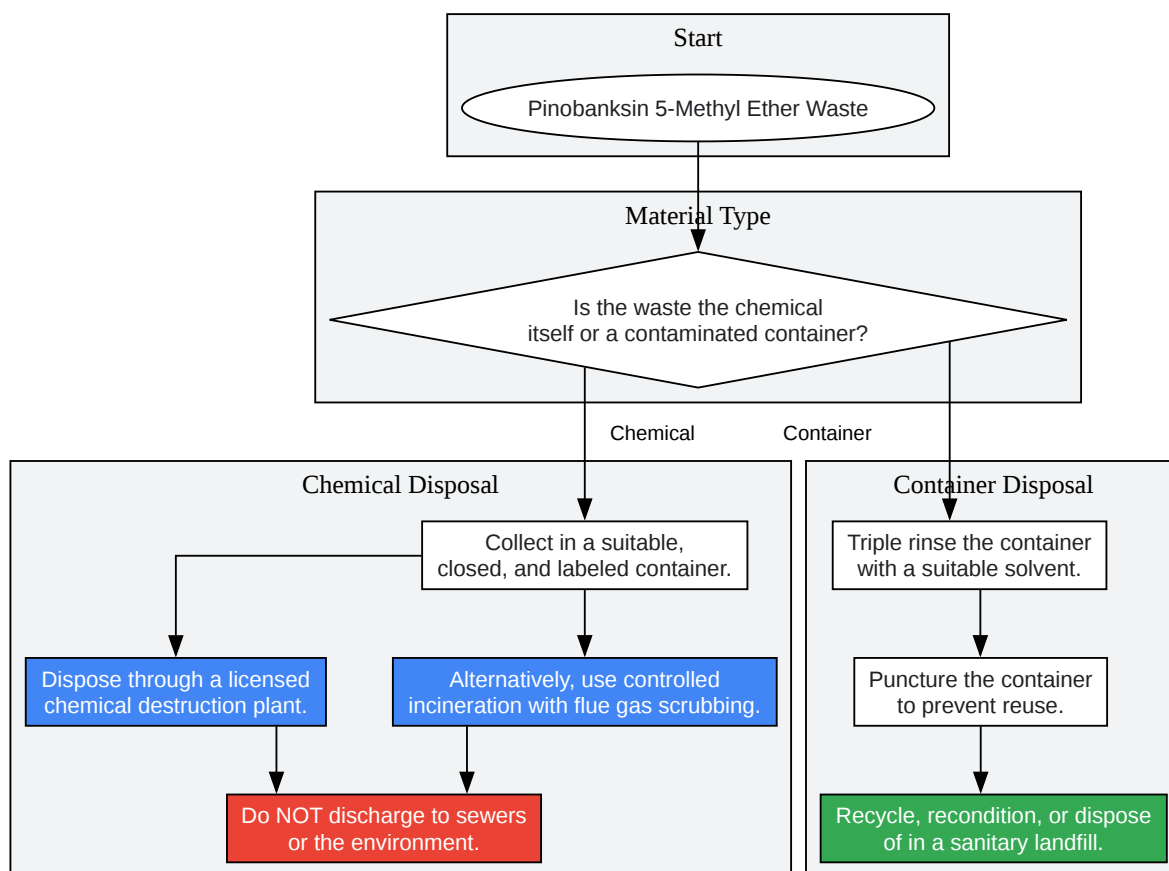 Start
Pinobanksin 5-Methyl Ether Waste
Material Type
Is the waste the chemical
itself or a contaminated container?
Chemical
Container
Chemical Disposal
Collect in a suitable,
closed, and labeled container.
Dispose through a licensed
chemical destruction plant.
Alternatively, use controlled
incineration with flue gas scrubbing.
Do NOT discharge to sewers
or the environment.
Container Disposal
Triple rinse the container
with a suitable solvent.
Puncture the container
to prevent reuse.
Recycle, recondition, or dispose
of in a sanitary landfill.